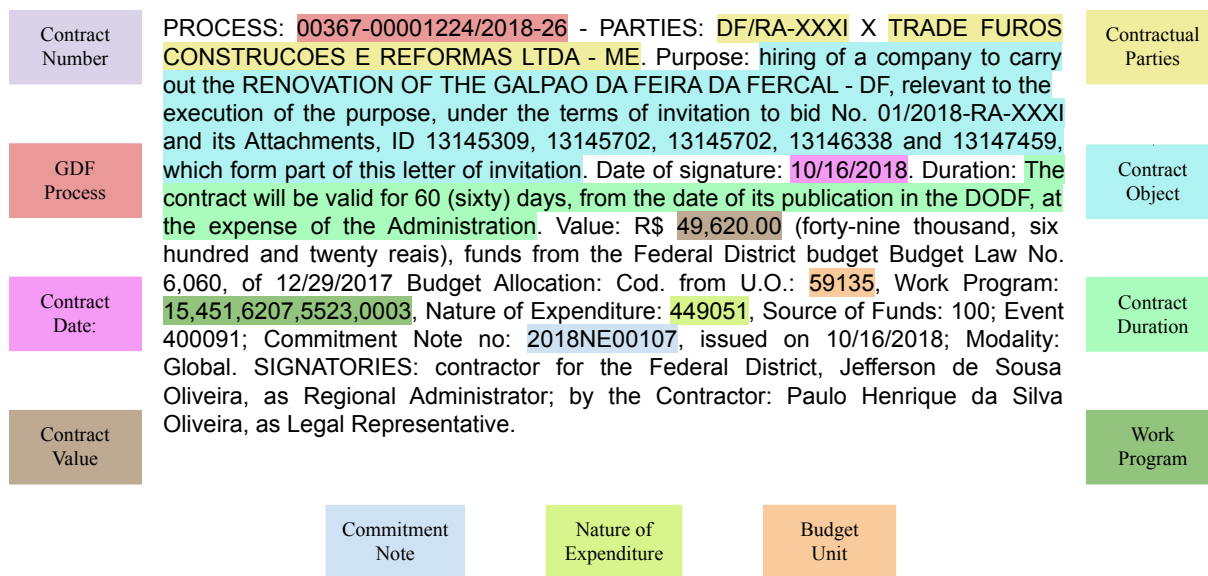 Contract
Number
GDF
Process
Contract
Date:
Contract
Value
PROCESS: 00367-00001224/2018-26 - PARTIES: DF/RA-XXXI X TRADE FUROS
CONSTRUCOES E REFORMAS LTDA - ME. Purpose: hiring of a company to carry
out the RENOVATION OF THE GALPAO DA FEIRA DA FERCAL - DF, relevant to the
execution of the purpose, under the terms of invitation to bid No. 01/2018-RA-XXXI
and its Attachments, ID 13145309, 13145702, 13145702, 13146338 and 13147459,
which form part of this letter of invitation. Date of signature: 10/16/2018. Duration: The
contract will be valid for 60 (sixty) days, from the date of its publication in the DODF, at
the expense of the Administration. Value: R$ 49,620.00 (forty-nine thousand, six
hundred and twenty reais), funds from the Federal District budget Budget Law No.
6,060, of 12/29/2017 Budget Allocation: Cod. from U.O.: 59135, Work Program:
15,451,6207,5523,0003, Nature of Expenditure: 449051, Source of Funds: 100; Event
400091; Commitment Note no: 2018NE00107, issued on 10/16/2018; Modality:
Global. SIGNATORIES: contractor for the Federal District, Jefferson de Sousa
Oliveira, as Regional Administrator; by the Contractor: Paulo Henrique da Silva
Oliveira, as Legal Representative.
Contractual
Parties
Contract
Object
Contract
Duration
Work
Program
Commitment
Note
Nature of
Expenditure
Budget
Unit